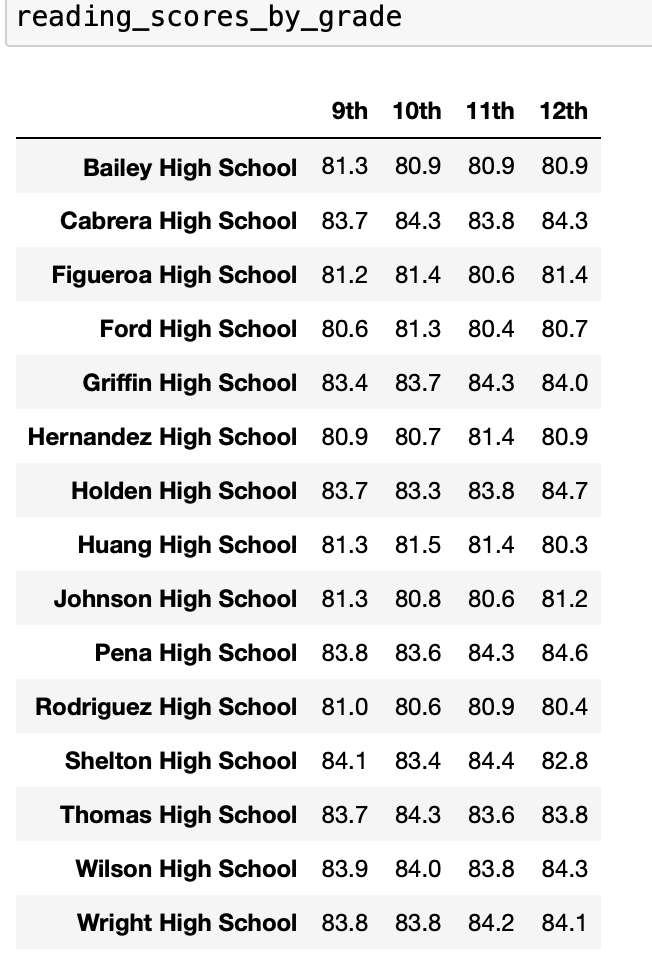 reading_scores_by_grade
9th 10th 11th 12th
Bailey High School 81.3 80.9 80.9 80.9
Cabrera High School 83.7 84.3 83.8 84.3
Figueroa High School 81.2 81.4 80.6 81.4
Ford High School 80.6 81.3 80.4 80.7
Griffin High School 83.4 83.7 84.3 84.0
Hernandez High School 80.9 80.7 81.4 80.9
Holden High School 83.7 83.3 83.8 84.7
Huang High School 81.3 81.5 81.4 80.3
Johnson High School 81.3 80.8 80.6 81.2
Pena High School 83.8 83.6 84.3 84.6
Rodriguez High School 81.0 80.6 80.9 80.4
Shelton High School 84.1 83.4 84.4 82.8
Thomas High School 83.7 84.3 83.6 83.8
Wilson High School 83.9 84.0 83.8 84.3
Wright High School 83.8 83.8 84.2 84.1